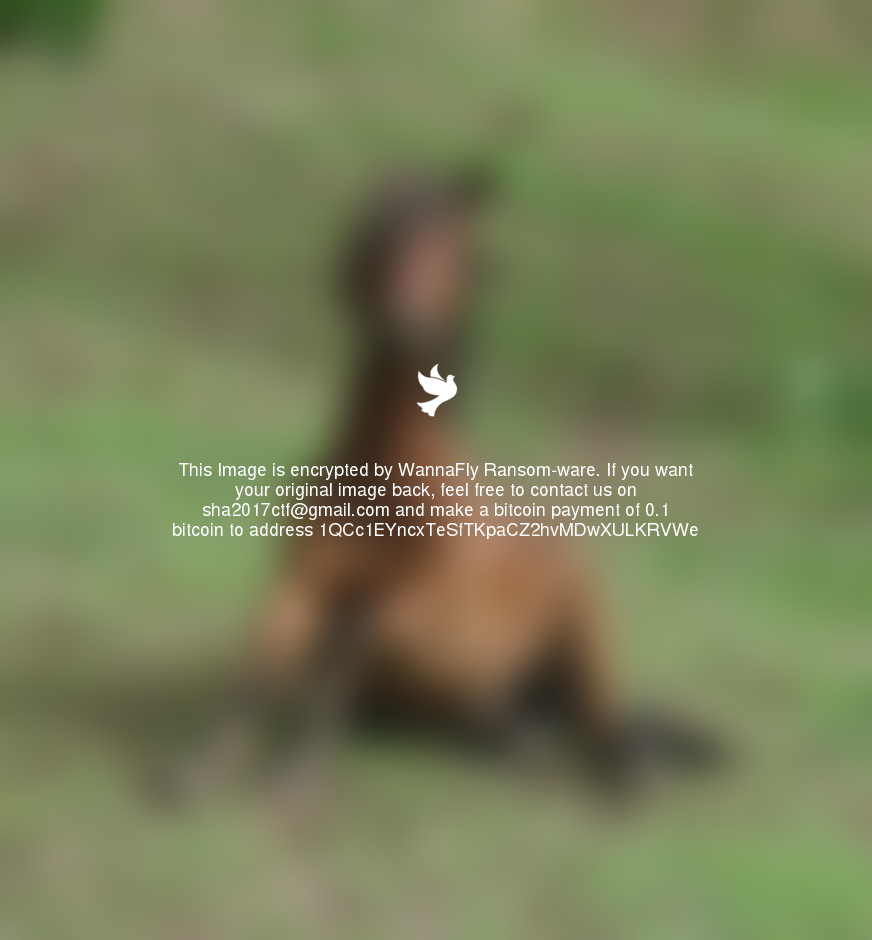 This Image is encrypted by WannaFly Ransom-ware. If you want
your original image back, feel free to contact us on
sha2017ctf@gmail.com and make a bitcoin payment of 0.1
bitcoin to address 1QCc1EYncxTeSfTKpaCZ2hvMDwXULKRVWe